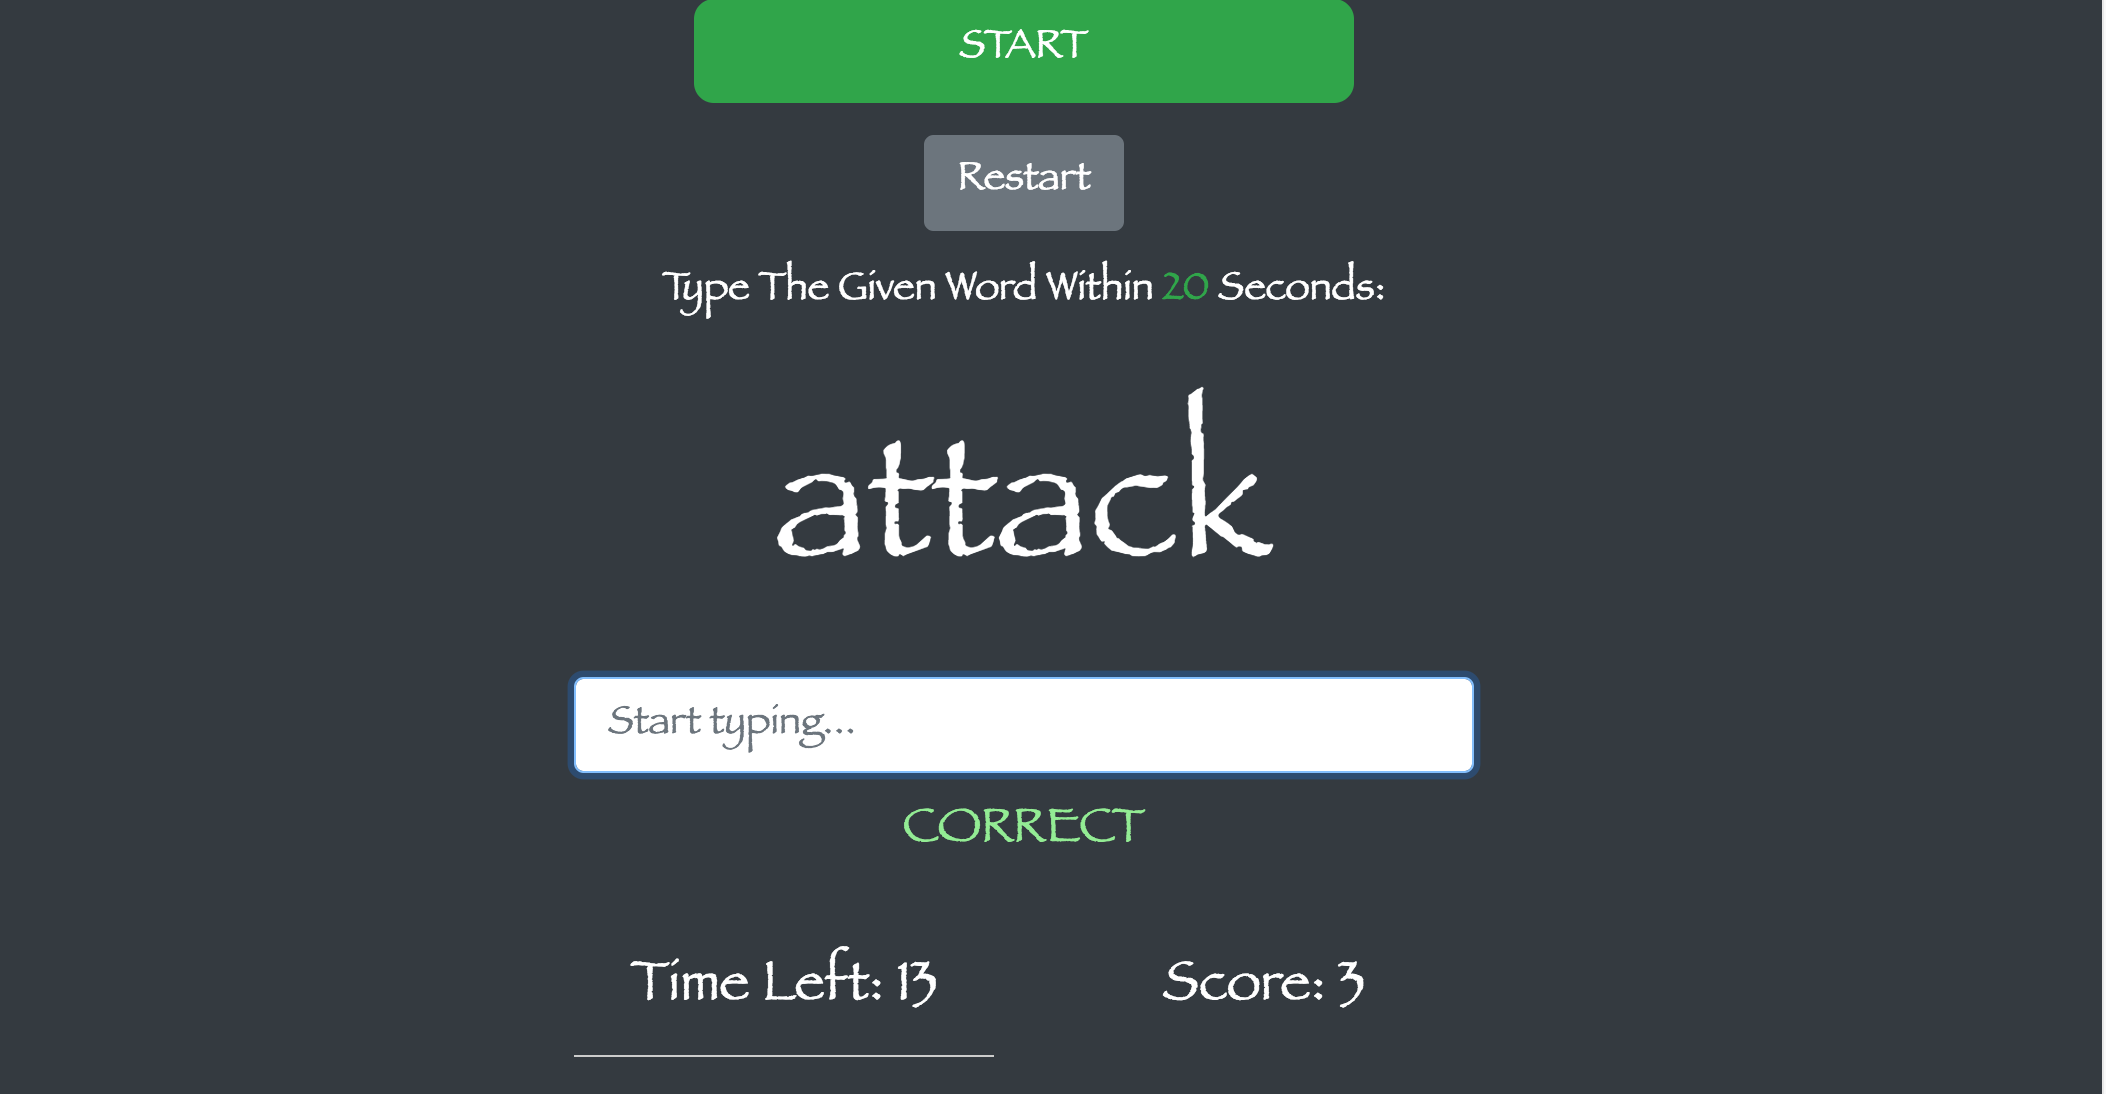 START
Restart
Type The Given Word Within 20 Seconds:
attack
Start typing...
CORRECT
Time Left: 13
Score: 3